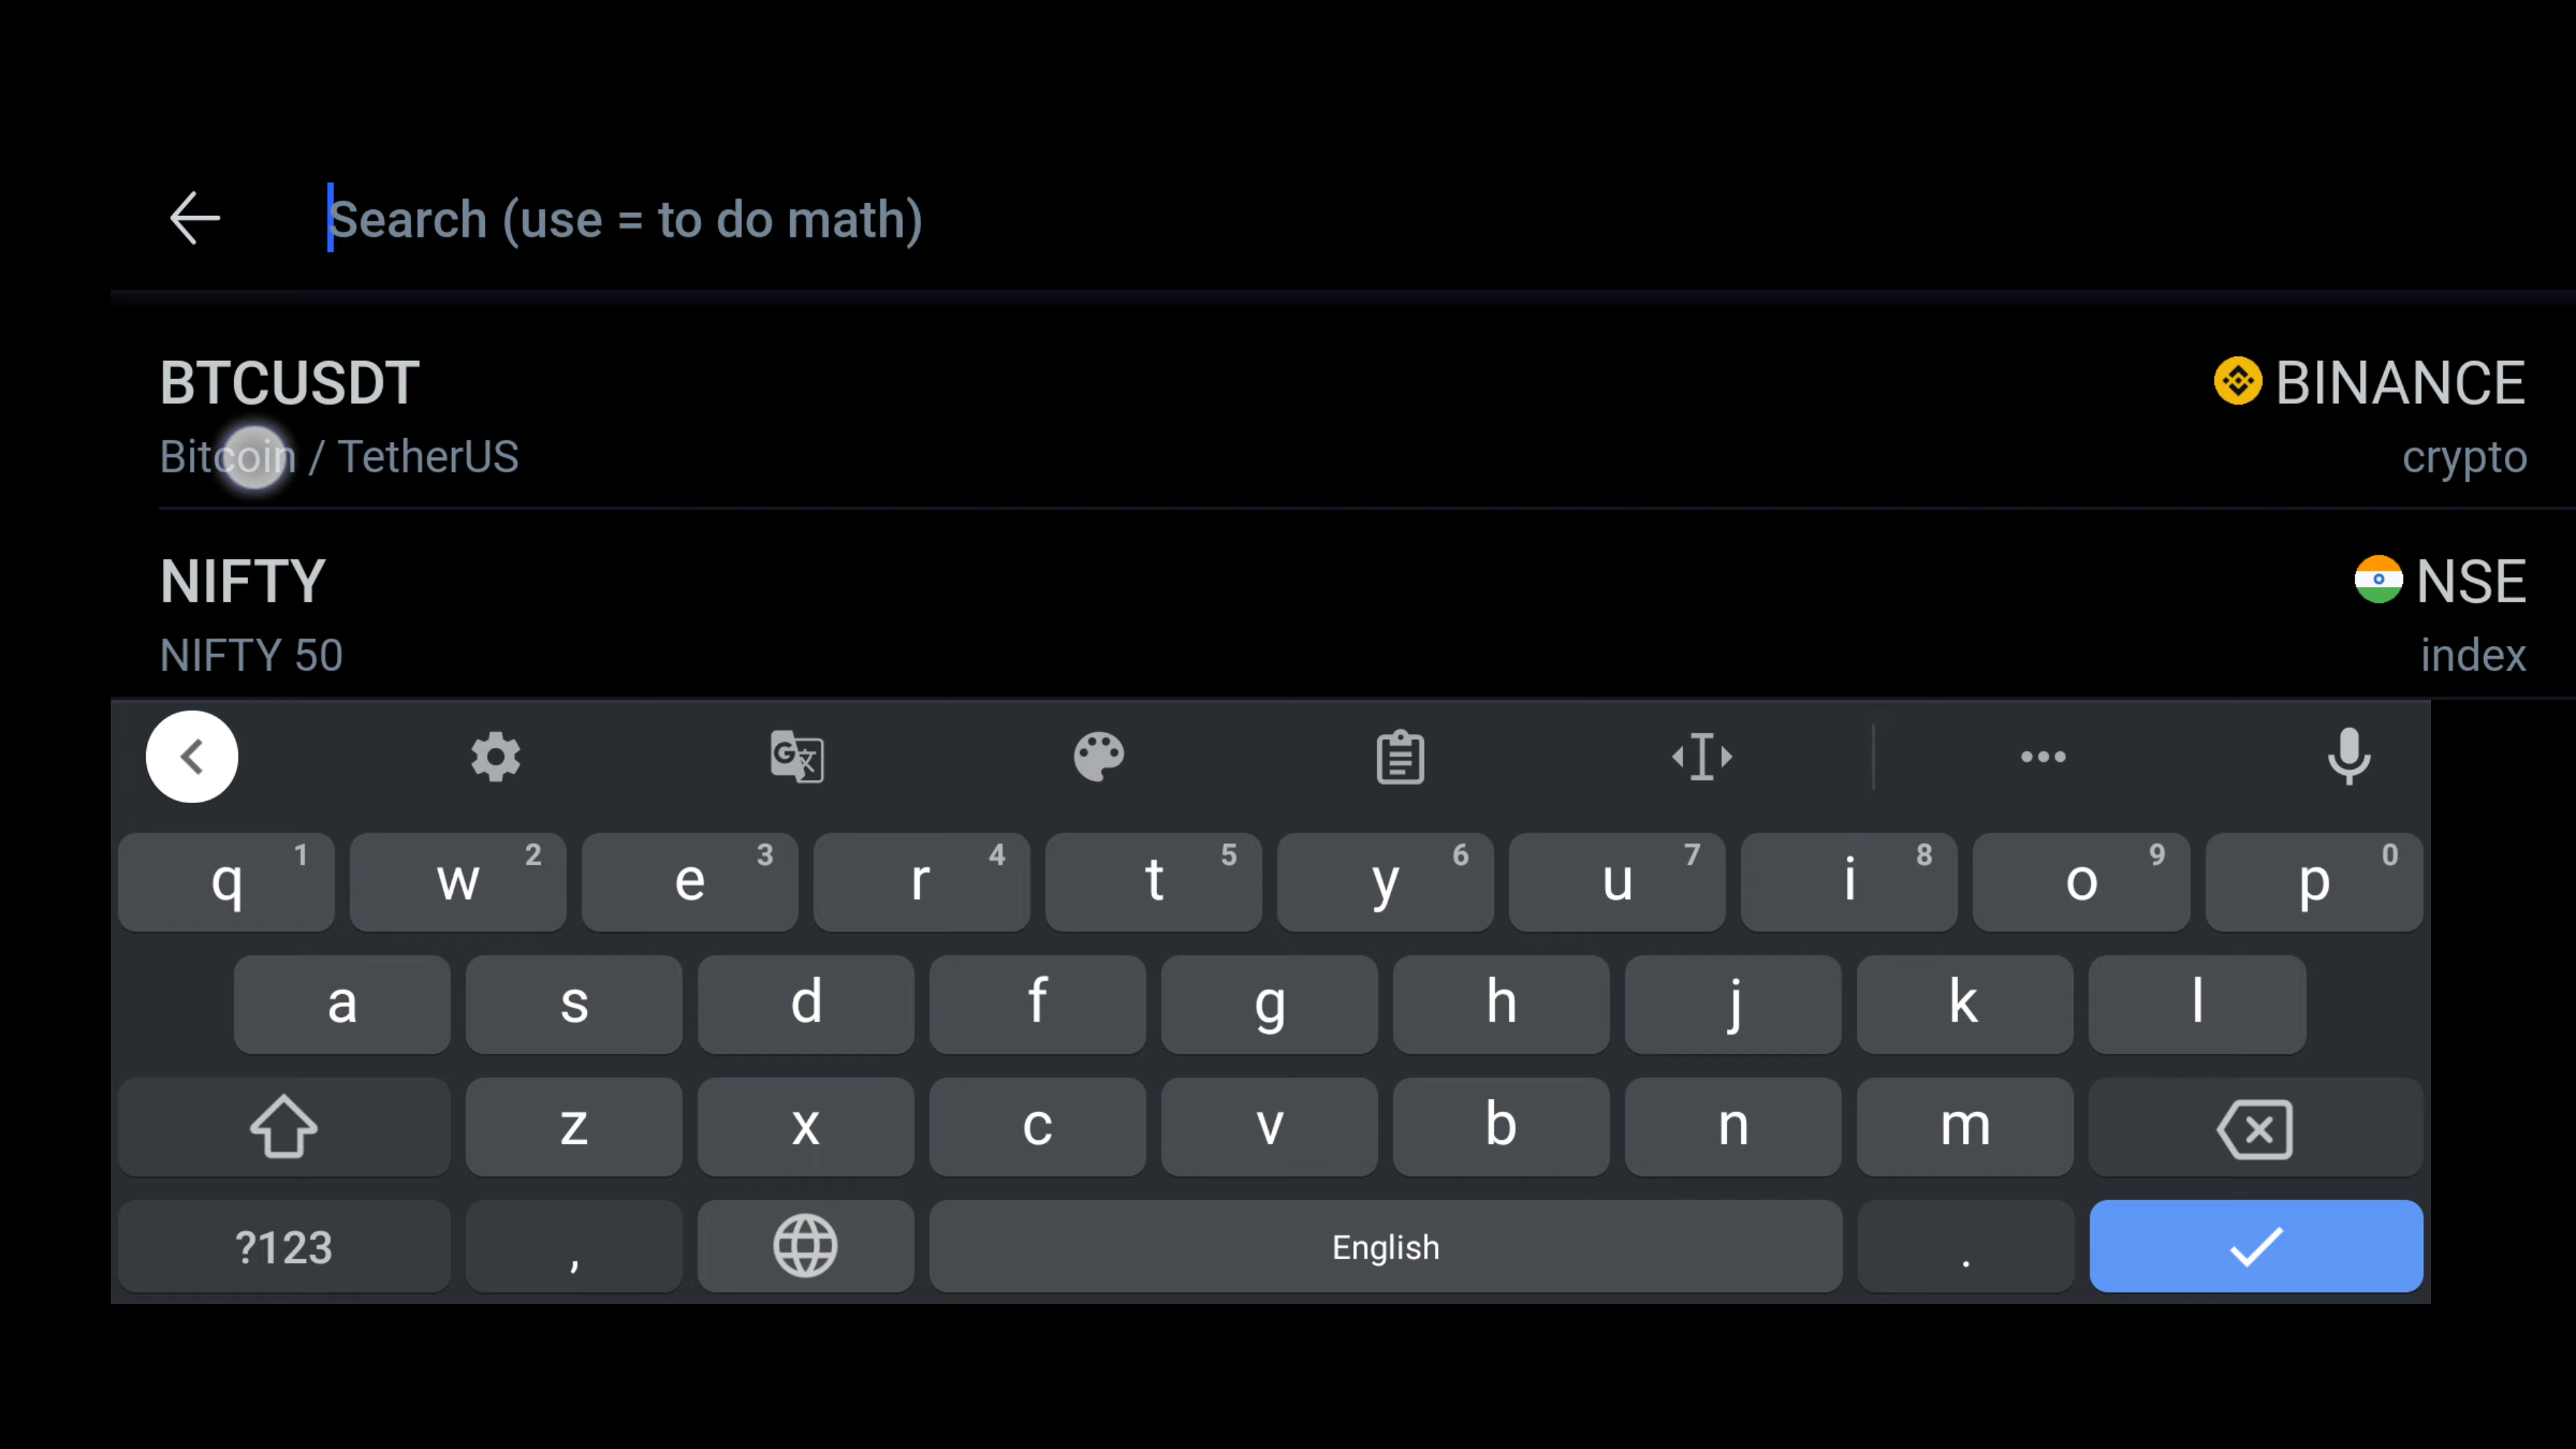 Search (use = to do math)
BTCUSDT BINANCE
Bitcoin / TetherUS crypto
NIFTY NSE
NIFTY 50 index
q 1 w 2 e 3 r 4 t 5 y 6 u 7 i 8 o 9 p 0
a s d f g h j k l
z x c v b n m
?123 , English .